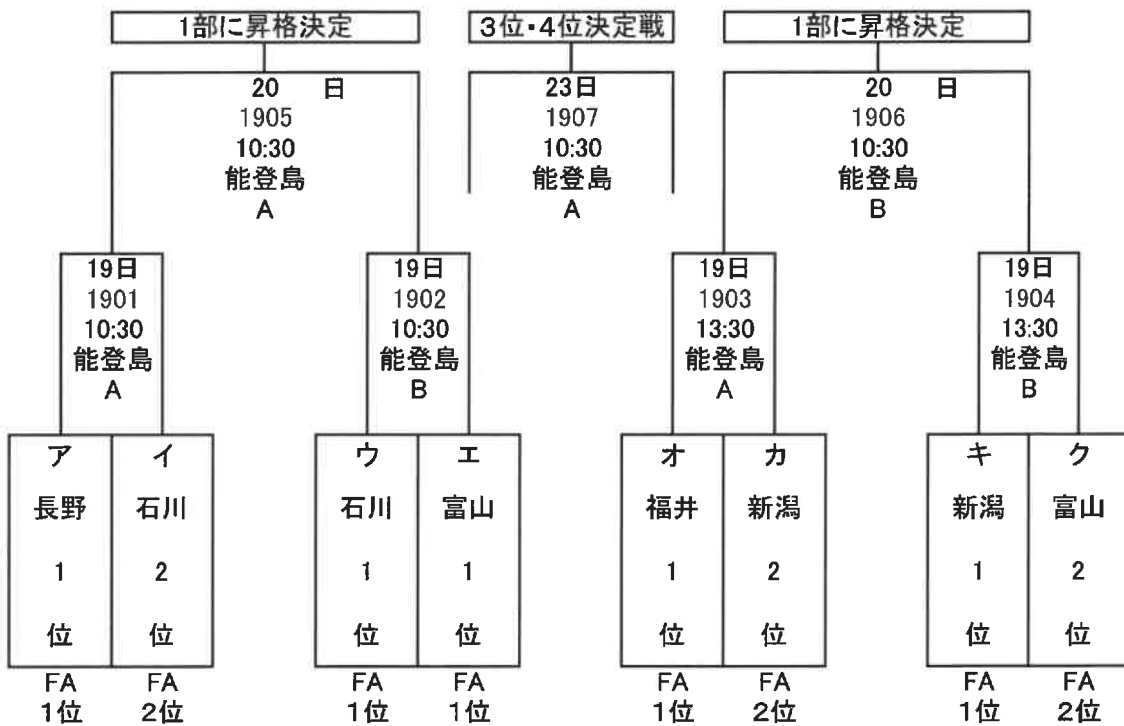 1部に昇格決定
3位・4位決定戦
1部に昇格決定
20 日
1905
10:30
能登島
A
23日
1907
10:30
能登島
A
20 日
1906
10:30
能登島
B
19日
1901
10:30
能登島
A
19日
1902
10:30
能登島
B
19日
1903
13:30
能登島
A
19日
1904
13:30
能登島
B
ア
長野
1
位
FA
1位
イ
石川
2
位
FA
2位
ウ
石川
1
位
FA
1位
エ
富山
1
位
FA
1位
オ
福井
1
位
FA
1位
カ
新潟
2
位
FA
2位
キ
新潟
1
位
FA
1位
ク
富山
2
位
FA
2位